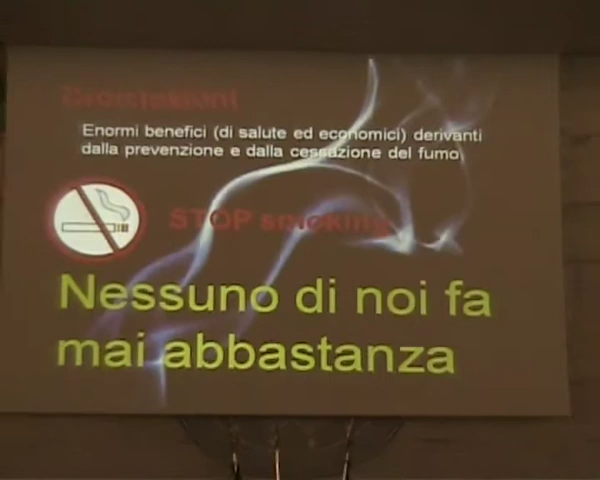 Conclusioni
Enormi benefici (di salute ed economici) derivanti
dalla prevenzione e dalla cessazione del fumo
STOP smoking
Nessuno di noi fa
mai abbastanza